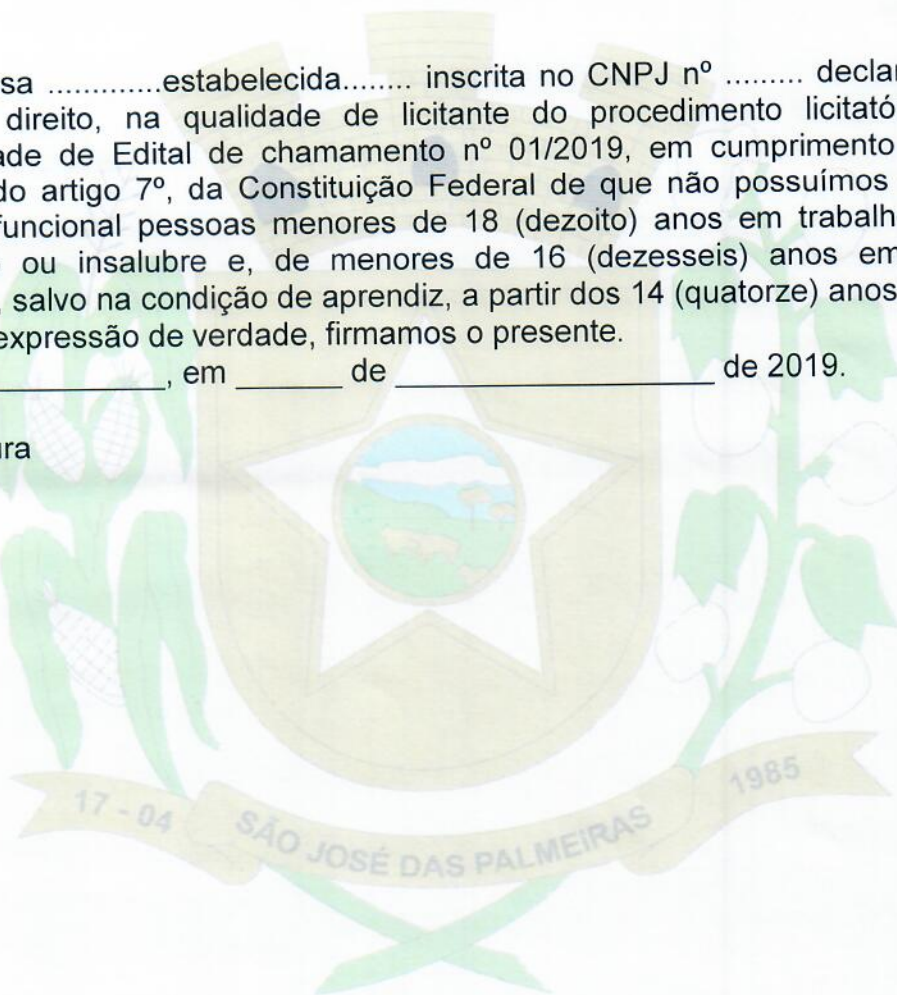 sa .............estabelecida........ inscrita no CNPJ nº ......... declar
direito, na qualidade de licitante do procedimento licitató
ade de Edital de chamamento nº 01/2019, em cumprimento
do artigo 7º, da Constituição Federal de que não possuímos
funcional pessoas menores de 18 (dezoito) anos em trabalh
ou insalubre e, de menores de 16 (dezesseis) anos em
, salvo na condição de aprendiz, a partir dos 14 (quatorze) anos
expressão de verdade, firmamos o presente.
___________, em _______ de _____________________ de 2019.
ura
17 - 04 SÃO JOSÉ DAS PALMEIRAS 1985